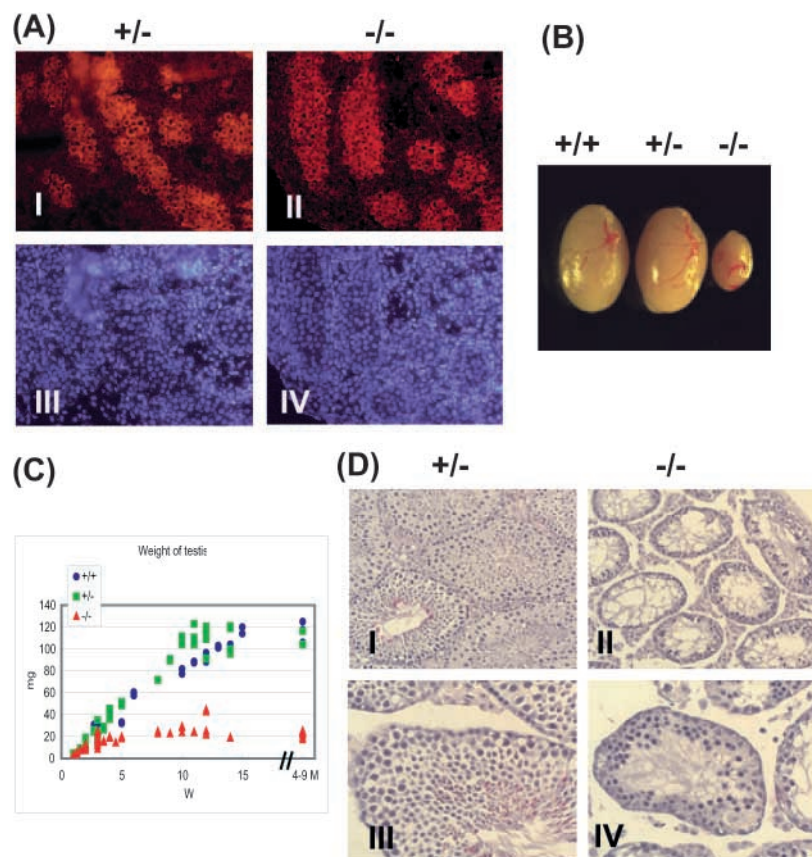 (A)
+/-
-/-
I
II
III
IV
(B)
+/+ +/- -/-
(C)
Weight of testis
+/+
+/-
-/-
140
120
100
80
60
40
20
0
mg
0 5 10 15 // 4-9 M
W
(D)
+/-
-/-
I
II
III
IV